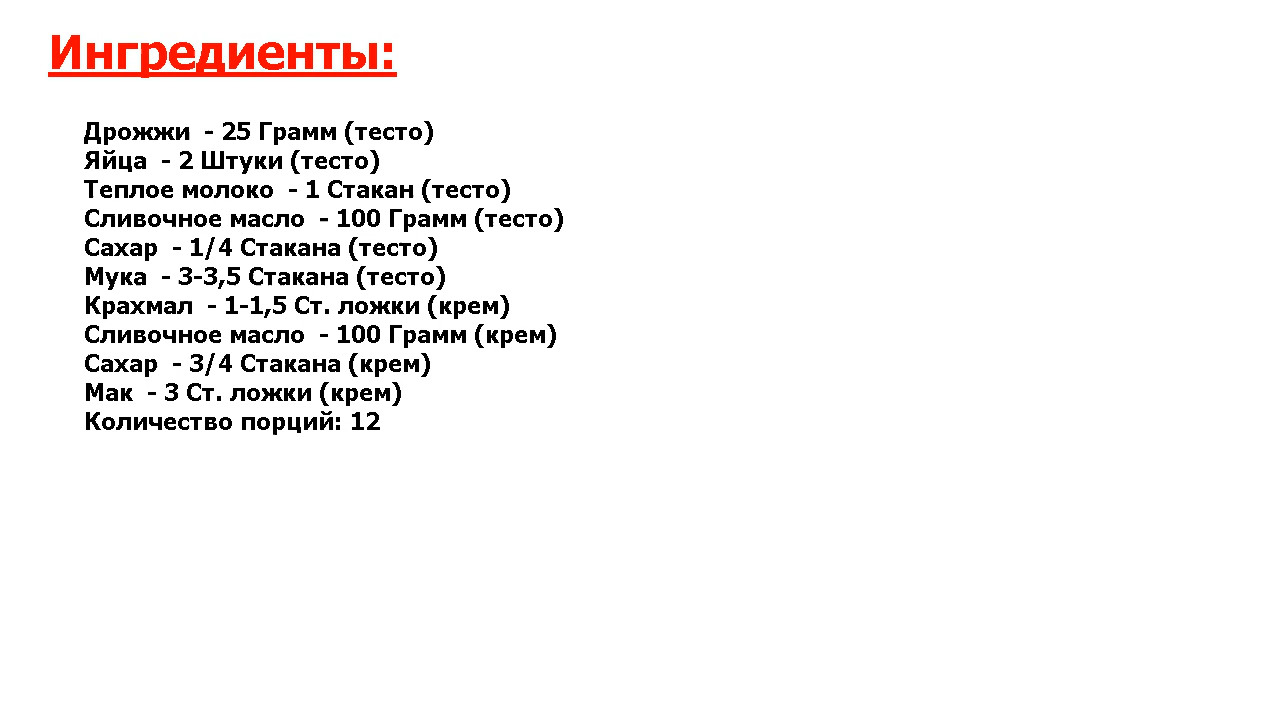 Ингредиенты:
Дрожжи - 25 Грамм (тесто)
Яйца - 2 Штуки (тесто)
Теплое молоко - 1 Стакан (тесто)
Сливочное масло - 100 Грамм (тесто)
Сахар - 1/4 Стакана (тесто)
Мука - 3-3,5 Стакана (тесто)
Крахмал - 1-1,5 Ст. ложки (крем)
Сливочное масло - 100 Грамм (крем)
Сахар - 3/4 Стакана (крем)
Мак - 3 Ст. ложки (крем)
Количество порций: 12